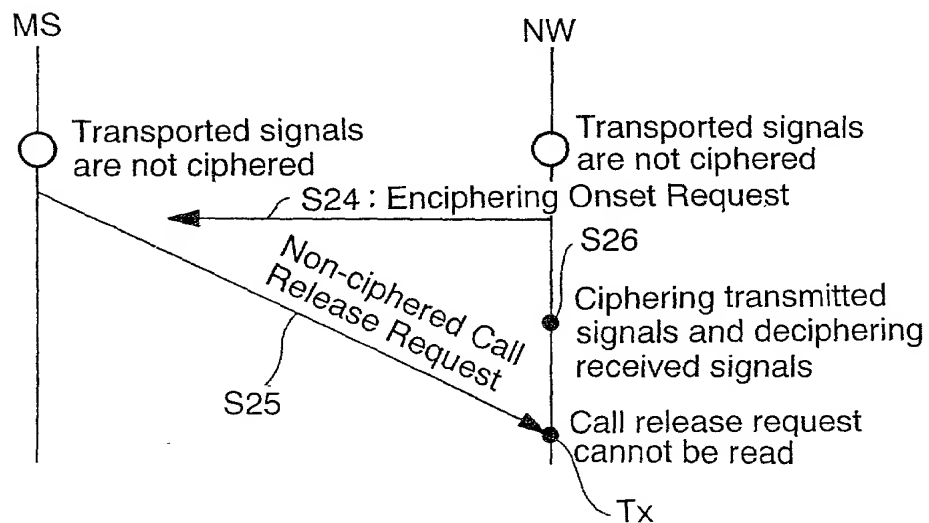 MS
NW
Transported signals
are not ciphered
Transported signals
are not ciphered
S24 : Enciphering Onset Request
S26
Non-ciphered Call
Release Request
Ciphering transmitted
signals and deciphering
received signals
S25
Call release request
cannot be read
Tx